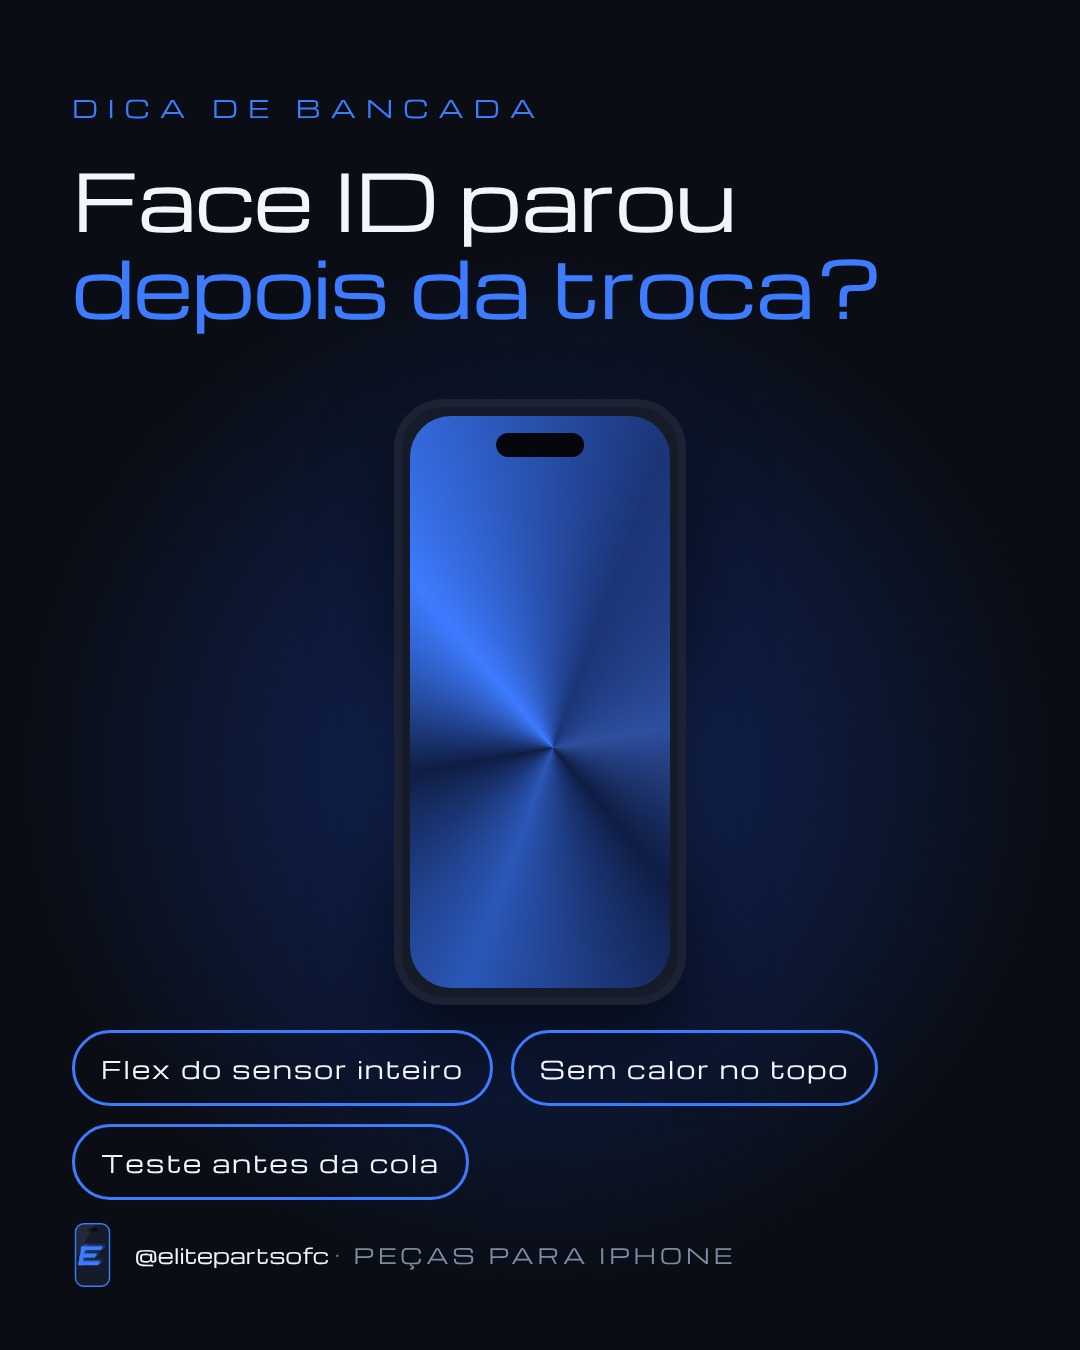 DICA DE BANCADA
Face ID parou
depois da troca?
Flex do sensor inteiro
Sem calor no topo
Teste antes da cola
E
@elitepartsofc · PEÇAS PARA IPHONE